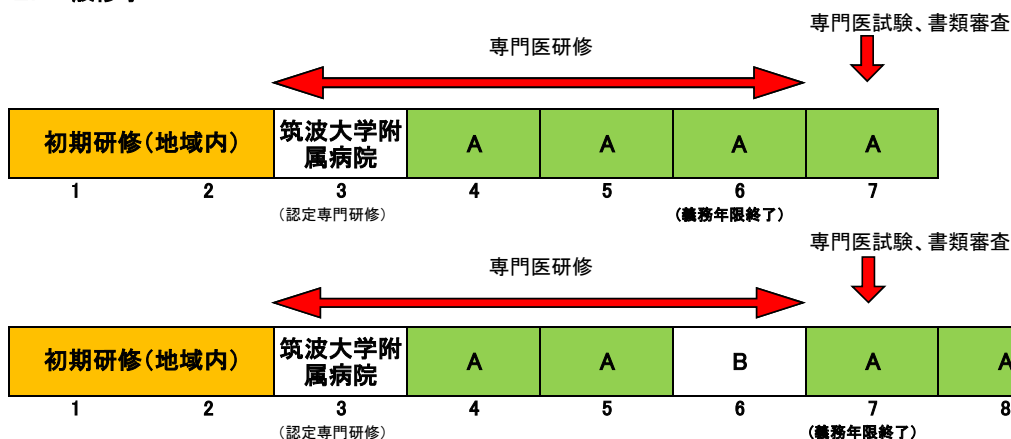 専門医試験、書類審査
専門医研修
初期研修(地域内)
筑波大学附
属病院
A
A
A
A
1
2
3
4
5
6
7
(認定専門研修)
(義務年限終了)
専門医試験、書類審査
専門医研修
初期研修(地域内)
筑波大学附
属病院
A
A
B
A
A
1
2
3
4
5
6
7
8
(認定専門研修)
(義務年限終了)